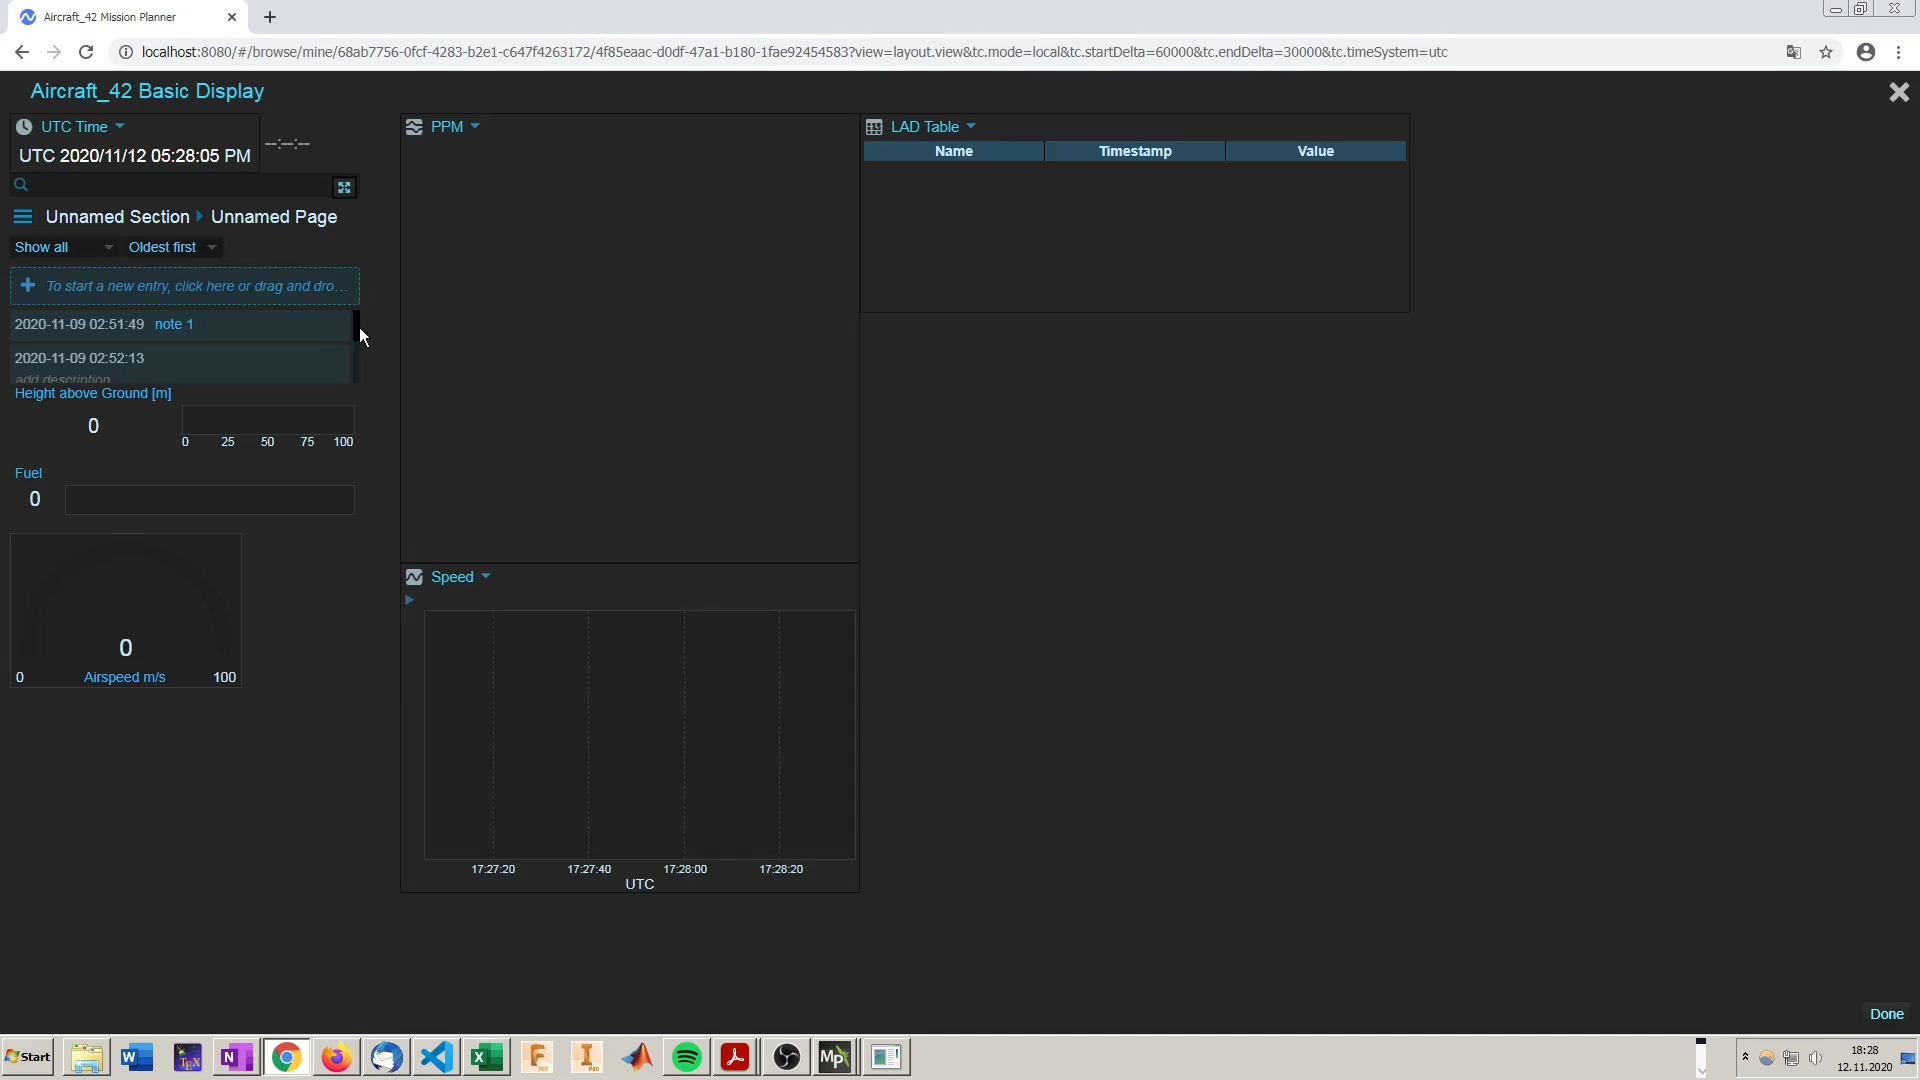 Aircraft_42 Mission Planner
localhost:8080/#/browse/mine/68ab7756-0fcf-4283-b2e1-c647f4263172/4f85eaac-d0df-47a1-b180-1fae92454583?view=layout.view&tc.mode=local&tc.startDelta=60000&tc.endDelta=30000&tc.timeSystem=utc
Aircraft_42 Basic Display
UTC Time
UTC 2020/11/12 05:28:05 PM
--:--:--
Unnamed Section Unnamed Page
Show all Oldest first
To start a new entry, click here or drag and dro...
2020-11-09 02:51:49 note 1
2020-11-09 02:52:13
add description
Height above Ground [m]
0
0 25 50 75 100
Fuel
0
0
0 Airspeed m/s 100
PPM
Speed
17:27:20 17:27:40 17:28:00 17:28:20
UTC
LAD Table
Name Timestamp Value
Done
Start
18:28
12.11.2020